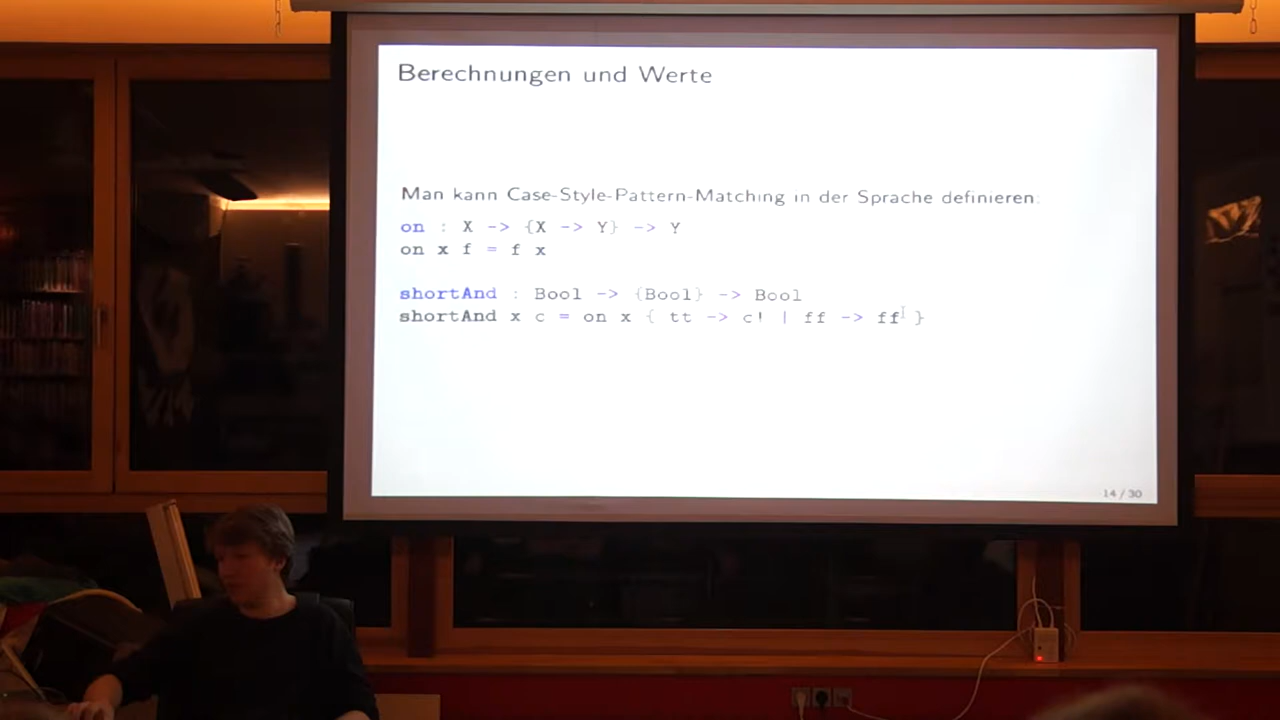 Berechnungen und Werte
Man kann Case-Style-Pattern-Matching in der Sprache definieren:
on : X -> {X -> Y} -> Y
on x f = f x
shortAnd : Bool -> {Bool} -> Bool
shortAnd x c = on x { tt -> c! | ff -> ff }
14 / 30